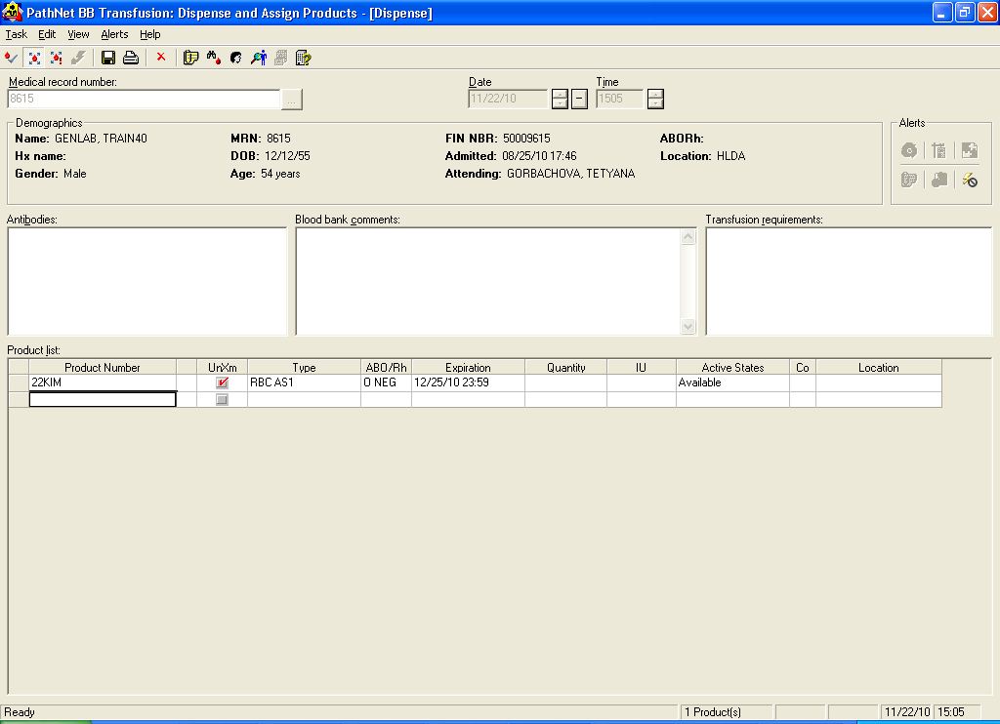 PathNet BB Transfusion: Dispense and Assign Products - [Dispense]
Task Edit View Alerts Help
Medical record number: Date Time
8615 ... 11/22/10 1505
Demographics Alerts
Name: GENLAB, TRAIN40 MRN: 8615 FIN NBR: 50009615 ABORh:
Hx name: DOB: 12/12/55 Admitted: 08/25/10 17:46 Location: HLDA
Gender: Male Age: 54 years Attending: GORBACHOVA, TETYANA
Antibodies: Blood bank comments: Transfusion requirements:
Product list:
Product Number UnXm Type ABO/Rh Expiration Quantity IU Active States Co Location
22KIM RBC AS1 O NEG 12/25/10 23:59 Available
Ready 1 Product(s) 11/22/10 15:05